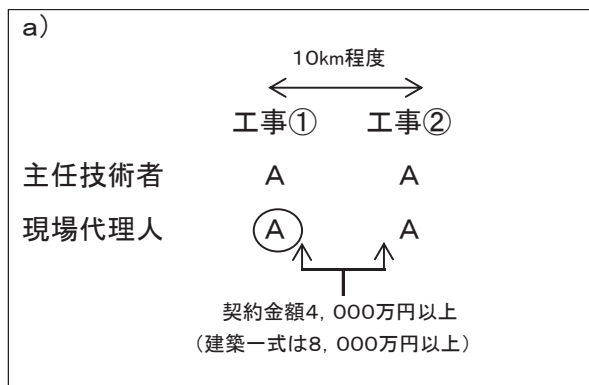 a）
10km程度
工事① 工事②
主任技術者 A A
現場代理人 A A
契約金額4，000万円以上
（建築一式は8，000万円以上）